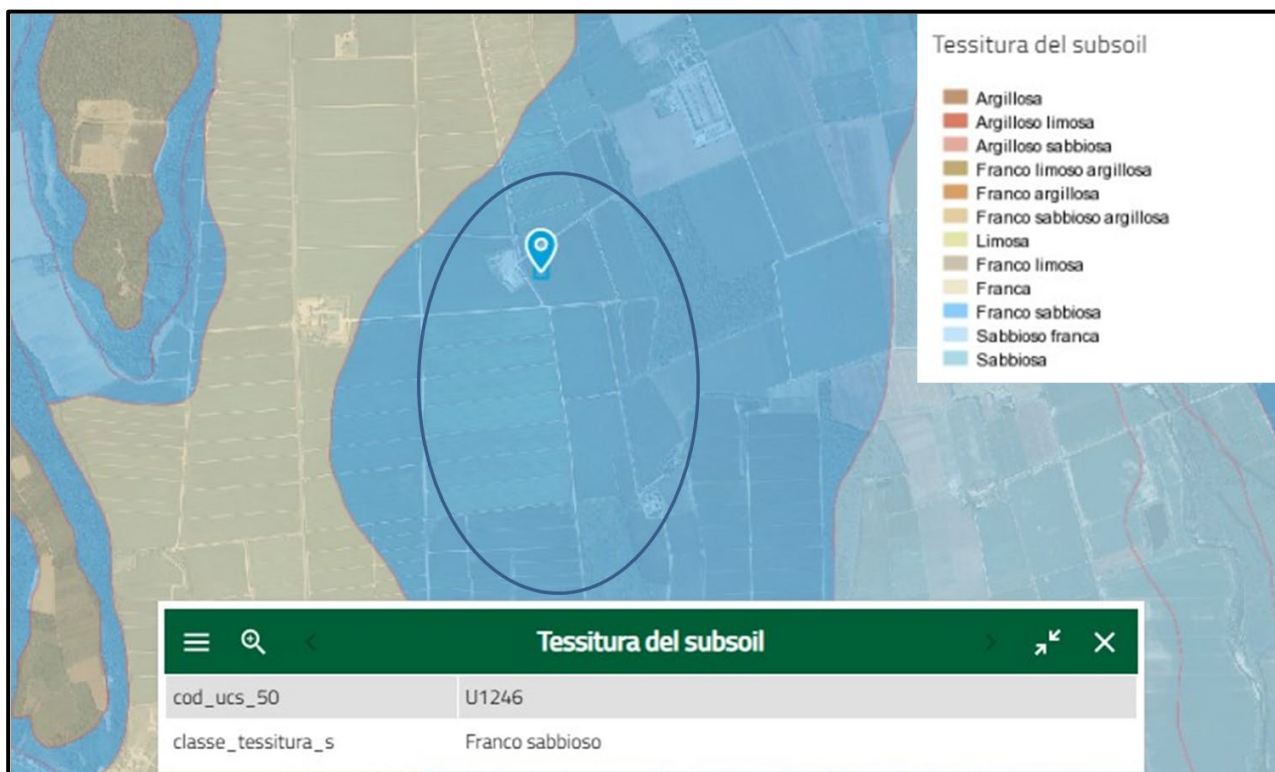 Tessitura del subsoil
Argillosa
Argilloso limosa
Argilloso sabbiosa
Franco limoso argillosa
Franco argillosa
Franco sabbioso argillosa
Limosa
Franco limosa
Franca
Franco sabbiosa
Sabbioso franca
Sabbiosa
Tessitura del subsoil
cod_ucs_50 U1246
classe_tessitura_s Franco sabbioso